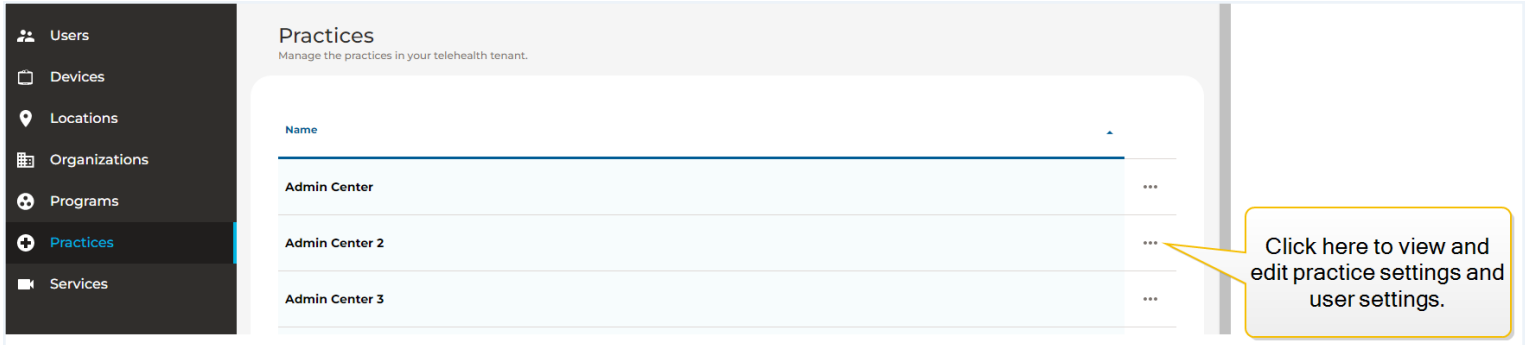 Users
Devices
Locations
Organizations
Programs
Practices
Services
Practices
Manage the practices in your telehealth tenant.
Name
Admin Center
Admin Center 2
Admin Center 3
Click here to view and
edit practice settings and
user settings.